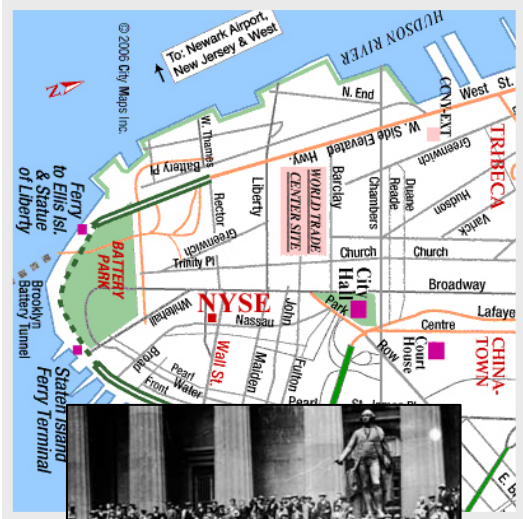 To: Newark Airport,
New Jersey & West
HUDSON RIVER
© 2006 City Maps Inc.
N
CCNY-EXT
West St.
N. End
W. Side Elevated Hwy.
TRIBECA
Greenwich
W. Thames
Battery Pl
Barclay
Chambers
Duane
Reade
Hudson
Varick
Ferry
to Ellis Isl.
& Statue
of Liberty
Rector
Liberty
WORLD TRADE
CENTER SITE
Greenwich
Trinity Pl
Church
Church
BATTERY
PARK
City
Hall
Broadway
Brooklyn
Battery Tunnel
Whitehall
NYSE
Nassau
John
Park
Row
Lafaye
Centre
Court
House
CHINA-
TOWN
Wall St.
Broad
Pearl
Water
Front
Maiden
Fulton
Pearl
St. James Pl
Staten Island
Ferry Terminal
E. B